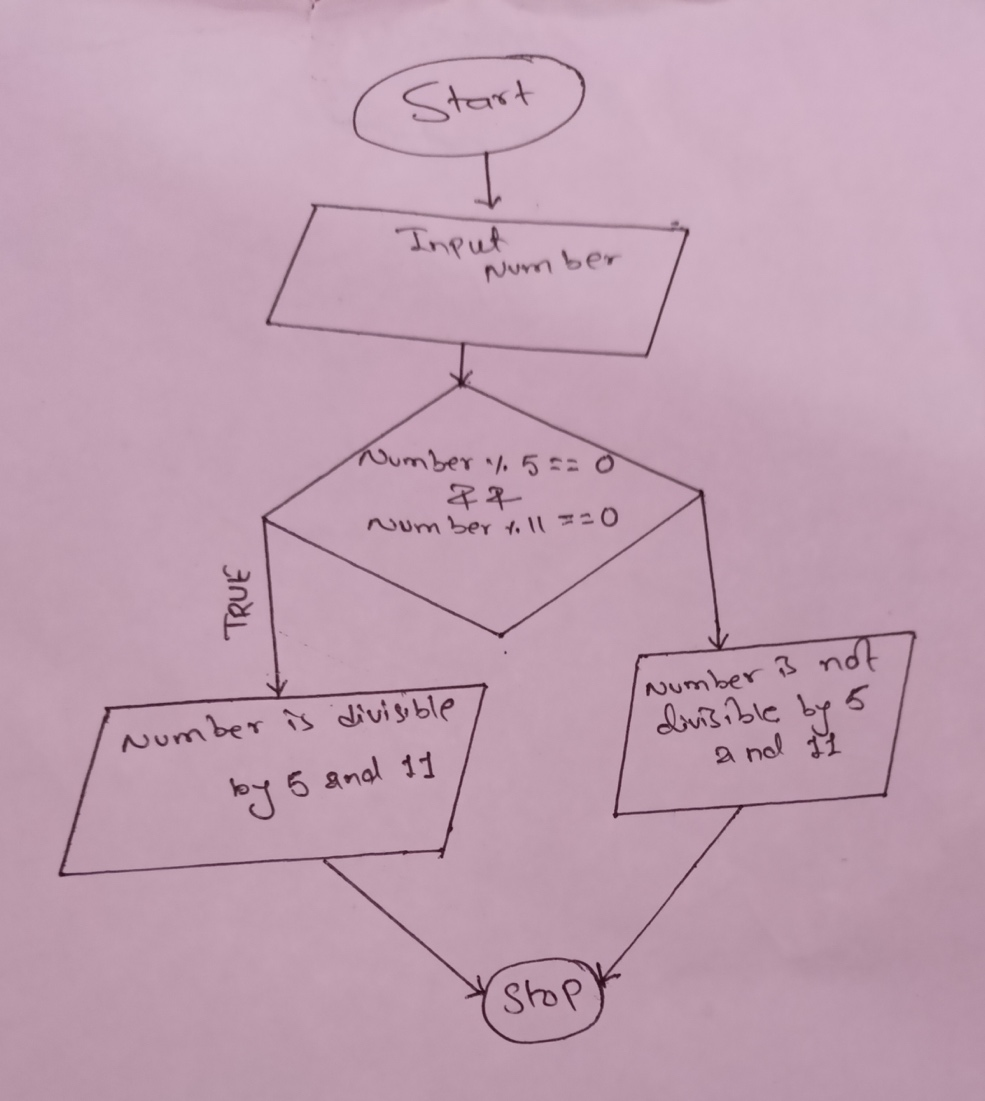 Start
Input
Number
Number % 5 == 0
&&
Number % 11 == 0
TRUE
Number is divisible
by 5 and 11
Number is not
divisible by 5
and 11
Stop